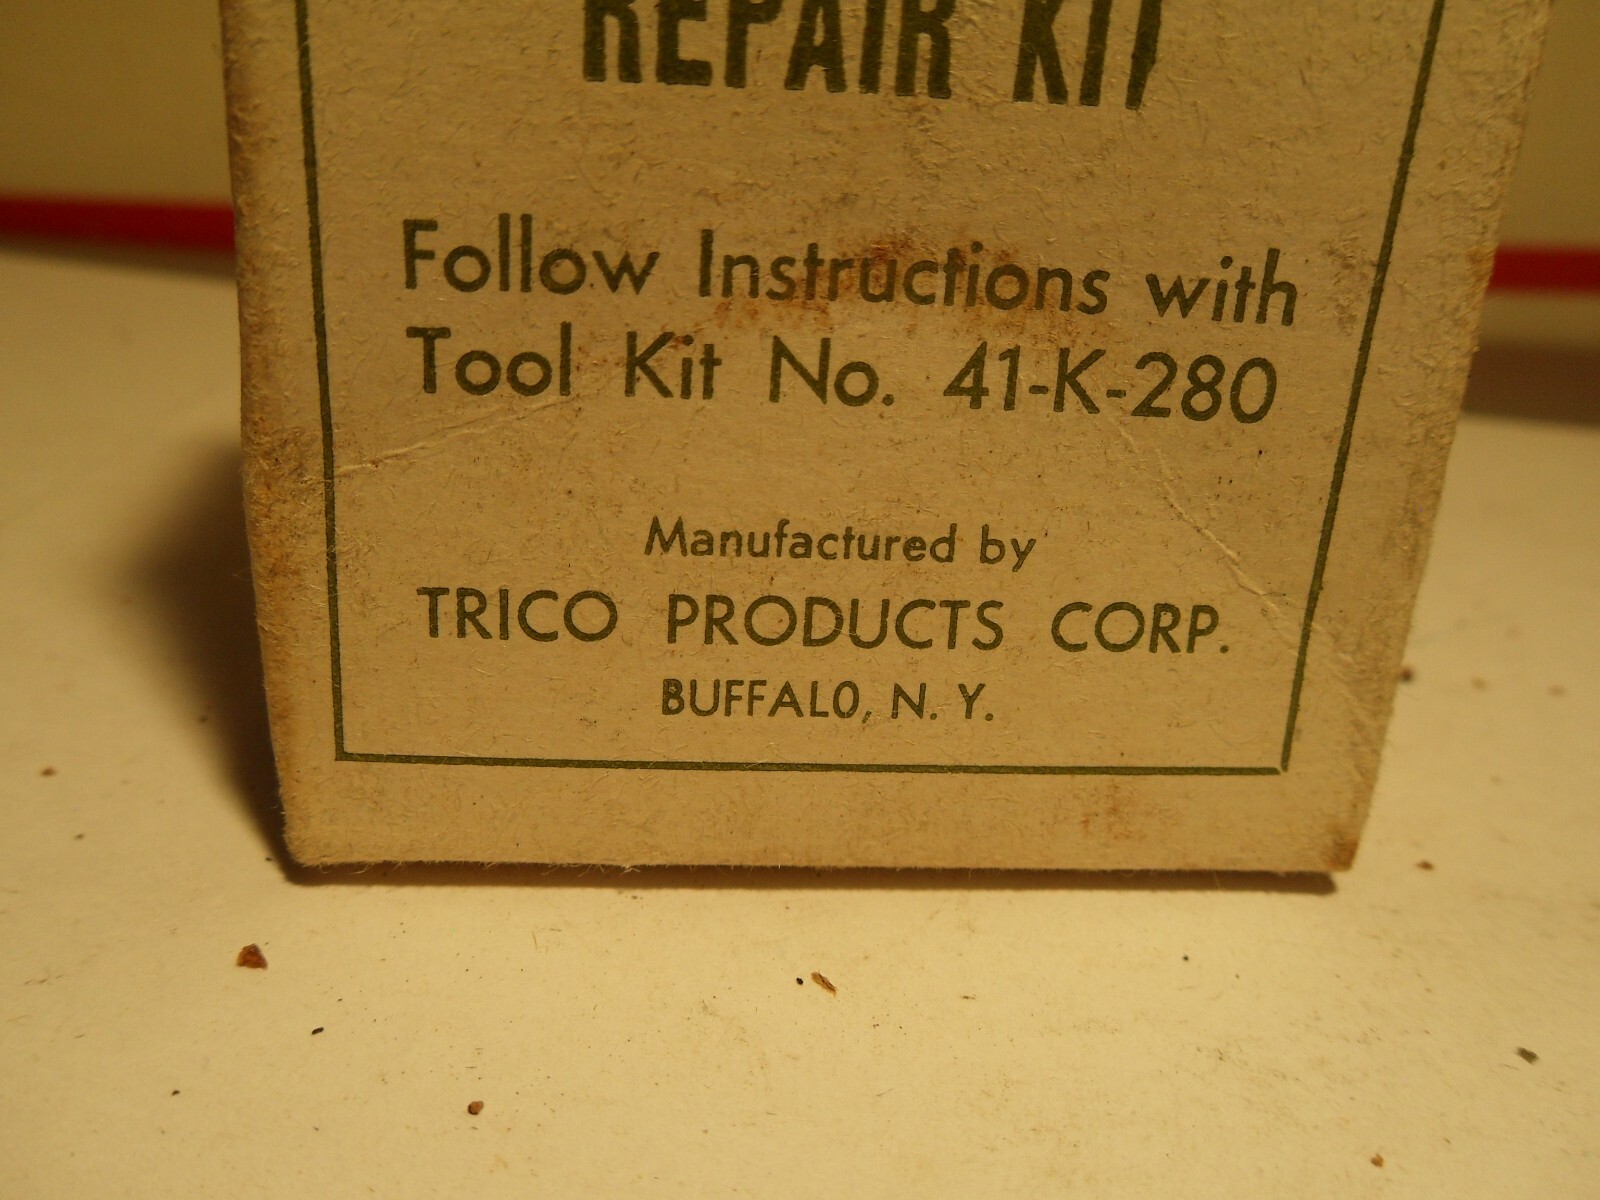 REPAIR KIT
Follow Instructions with
Tool Kit No. 41-K-280
Manufactured by
TRICO PRODUCTS CORP.
BUFFALO, N. Y.